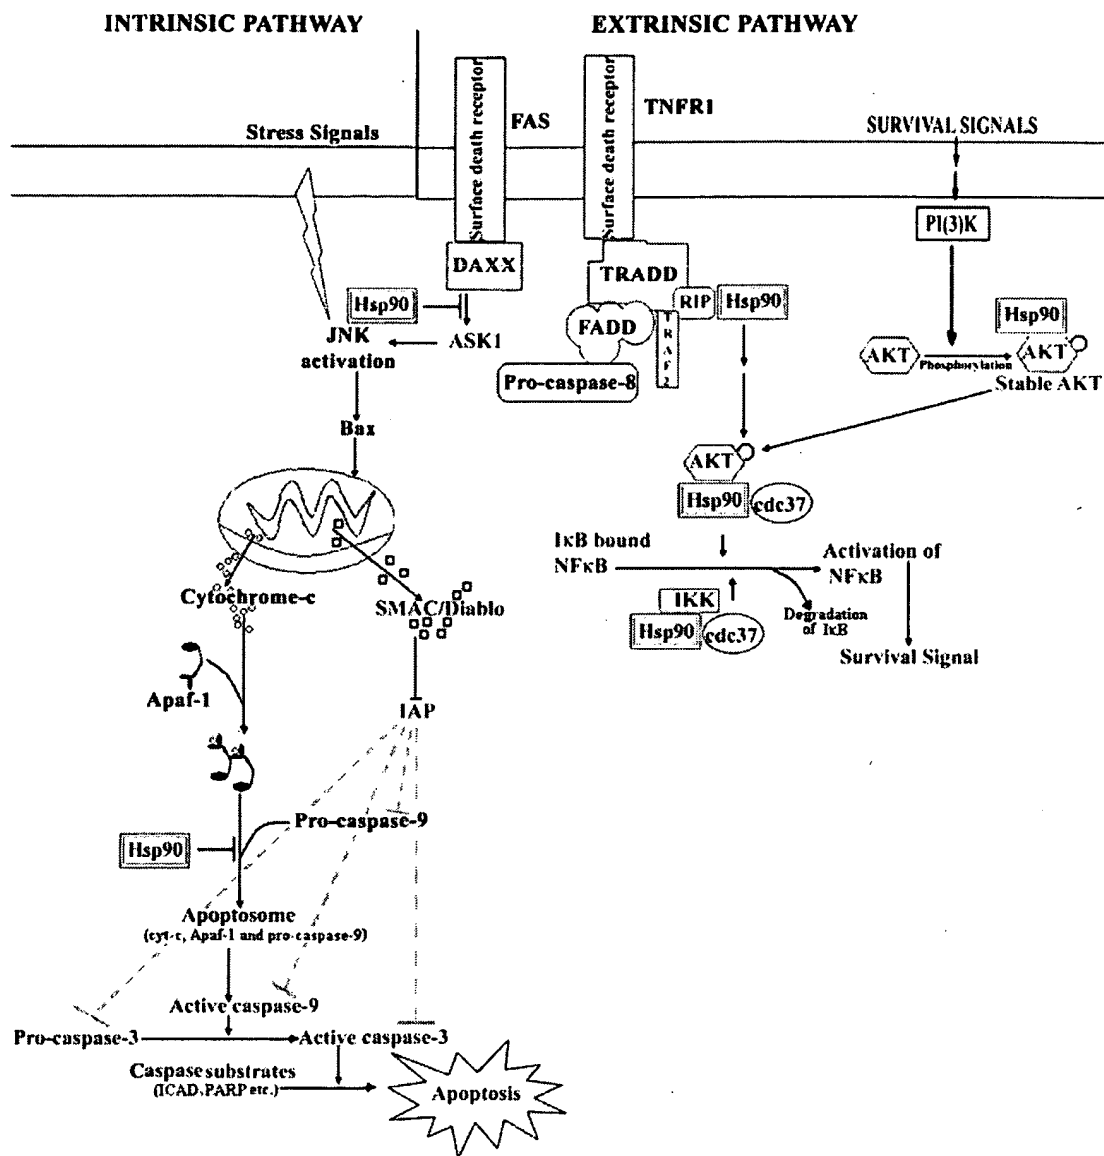 INTRINSIC PATHWAY
EXTRINSIC PATHWAY
Surface death receptor
FAS
Surface death receptor
TNFR1
Stress Signals
SURVIVAL SIGNALS
PI(3)K
DAXX
TRADD
Hsp90
RIP
Hsp90
Hsp90
FADD
TRAF2
JNK
activation
ASK1
AKT
Phosphorylation
AKT
Stable AKT
Pro-caspase-8
Bax
AKT
Hsp90
cdc37
IκB bound
NFκB
Activation of
NFκB
Cytochrome-c
SMAC/Diablo
IKK
Degradation
of IκB
Hsp90
cdc37
Survival Signal
Apaf-1
IAP
Pro-caspase-9
Hsp90
Apoptosome
(cyt-c, Apaf-1 and pro-caspase-9)
Active caspase-9
Pro-caspase-3
Active caspase-3
Caspase substrates
(ICAD, PARP etc.)
Apoptosis